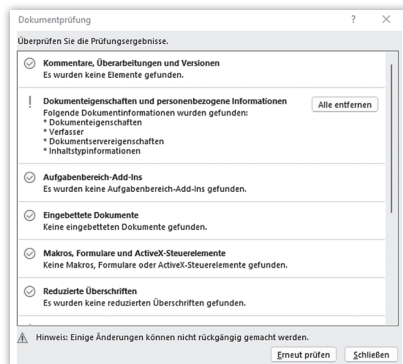 Dokumentprüfung
Überprüfen Sie die Prüfungsergebnisse.
Kommentare, Überarbeitungen und Versionen
Es wurden keine Elemente gefunden.
Dokumenteigenschaften und personenbezogene Informationen
Alle entfernen
Folgende Dokumentinformationen wurden gefunden:
* Dokumenteigenschaften
* Verfasser
* Dokumentservereigenschaften
* Inhaltstypinformationen
Aufgabenbereich-Add-Ins
Es wurden keine Aufgabenbereich-Add-Ins gefunden.
Eingebettete Dokumente
Keine eingebetteten Dokumente gefunden.
Makros, Formulare und ActiveX-Steuerelemente
Keine Makros, Formulare oder ActiveX-Steuerelemente gefunden.
Reduzierte Überschriften
Es wurden keine reduzierten Überschriften gefunden.
Hinweis: Einige Änderungen können nicht rückgängig gemacht werden.
Erneut prüfen
Schließen